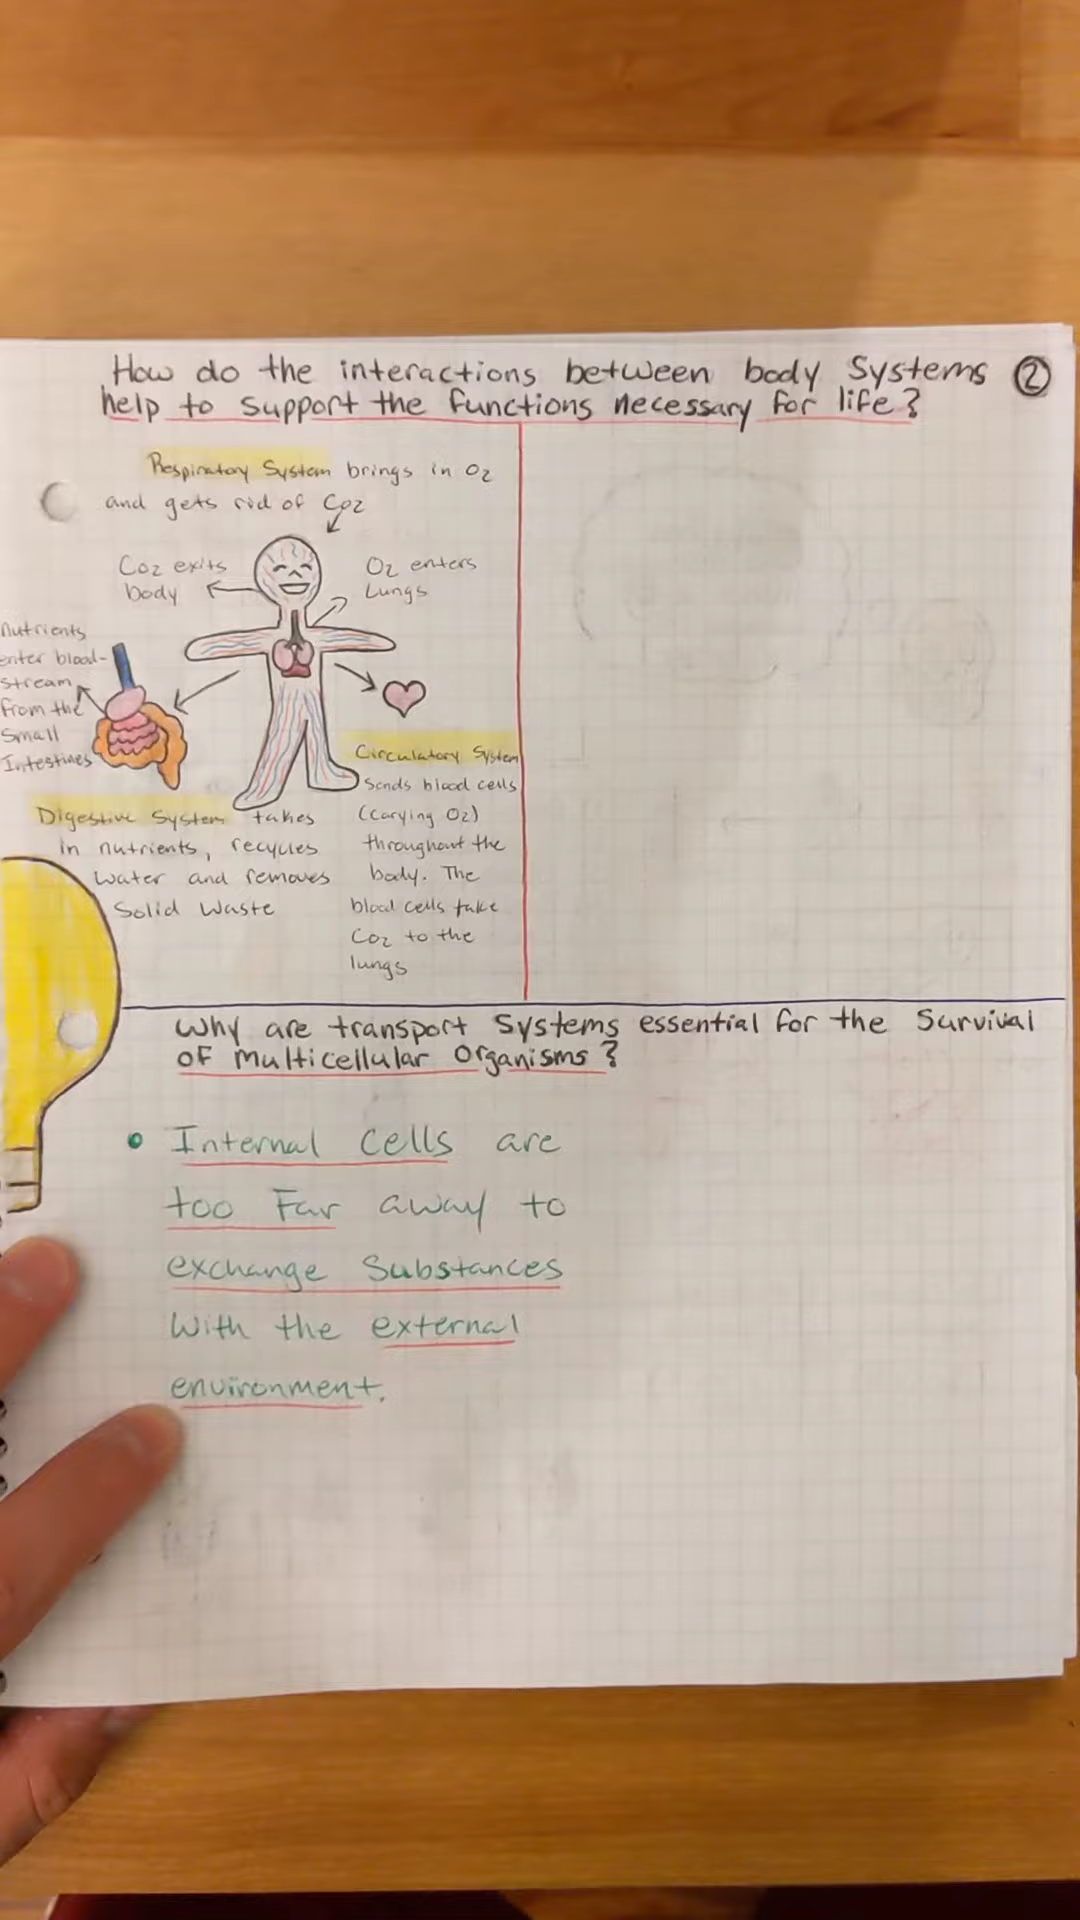 How do the interactions between body Systems ②
help to support the functions necessary for life?
Respiratory System brings in O2
and gets rid of CO2
CO2 exits
body
O2 enters
Lungs
nutrients
enter blood-
stream
from the
Small
Intestines
Circulatory System
Sends blood cells
(carying O2)
throughout the
body. The
blood cells take
CO2 to the
lungs
Digestive System takes
in nutrients, recycles
water and removes
Solid Waste
Why are transport Systems essential for the Survival
of multicellular Organisms?
• Internal Cells are
too Far away to
exchange Substances
With the external
environment.